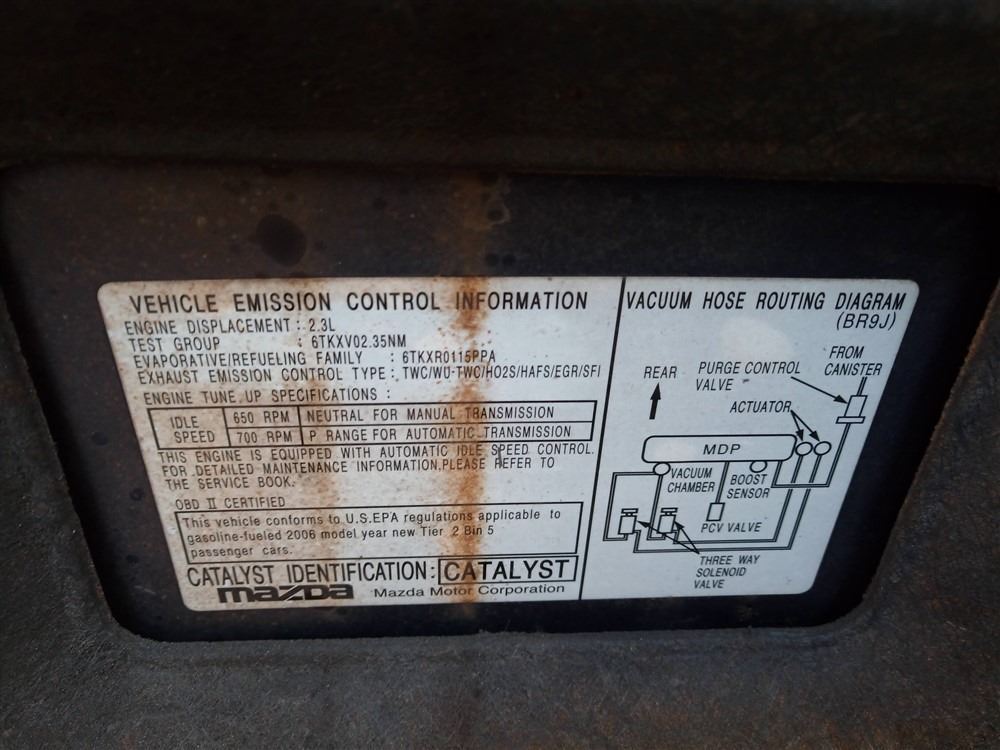 VEHICLE EMISSION CONTROL INFORMATION
ENGINE DISPLACEMENT : 2.3L
TEST GROUP : 6TKXV02.35NM
EVAPORATIVE/REFUELING FAMILY : 6TKXR0115PPA
EXHAUST EMISSION CONTROL TYPE : TWC/WU-TWC/HO2S/HAFS/EGR/SFI
ENGINE TUNE UP SPECIFICATIONS :
IDLE SPEED
650 RPM NEUTRAL FOR MANUAL TRANSMISSION
700 RPM P RANGE FOR AUTOMATIC TRANSMISSION
THIS ENGINE IS EQUIPPED WITH AUTOMATIC IDLE SPEED CONTROL.
FOR DETAILED MAINTENANCE INFORMATION,PLEASE REFER TO
THE SERVICE BOOK.
OBD II CERTIFIED
This vehicle conforms to U.S.EPA regulations applicable to
gasoline-fueled 2006 model year new Tier 2 Bin 5
passenger cars.
CATALYST IDENTIFICATION: CATALYST
mazda Mazda Motor Corporation
VACUUM HOSE ROUTING DIAGRAM
(BR9J)
FROM
CANISTER
REAR
PURGE CONTROL
VALVE
ACTUATOR
MDP
VACUUM
CHAMBER
BOOST
SENSOR
PCV VALVE
THREE WAY
SOLENOID
VALVE